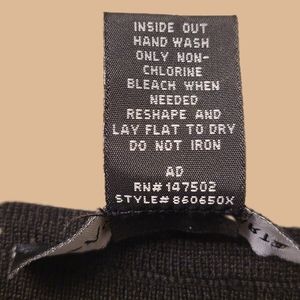 INSIDE OUT
HAND WASH
ONLY NON-
CHLORINE
BLEACH WHEN
NEEDED
RESHAPE AND
LAY FLAT TO DRY
DO NOT IRON
AD
RN#147502
STYLE#860650X